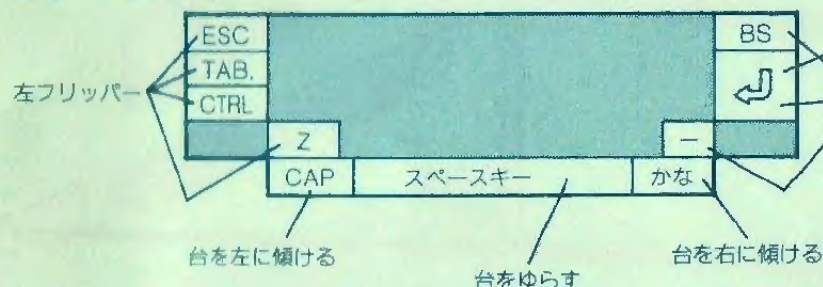 ESC
BS
TAB.
左フリッパー
CTRL
Z
ー
CAP
スペースキー
かな
台を左に傾ける
台を右に傾ける
台をゆらす